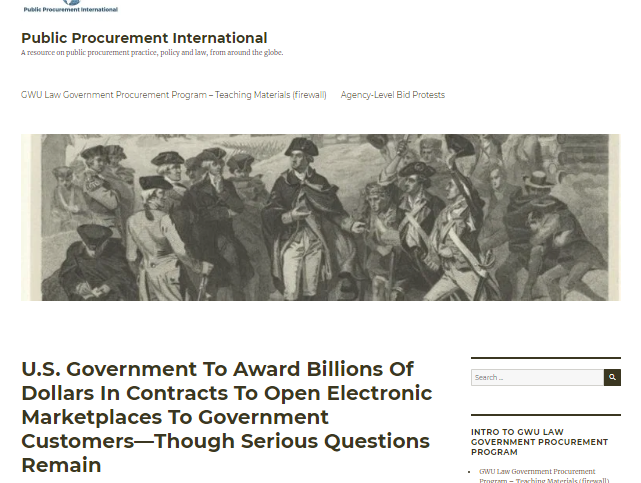 Public Procurement International
Public Procurement International
A resource on public procurement practice, policy and law, from around the globe.
GWU Law Government Procurement Program – Teaching Materials (firewall) Agency-Level Bid Protests
U.S. Government To Award Billions Of
Dollars In Contracts To Open Electronic
Marketplaces To Government
Customers—Though Serious Questions
Remain
Search …
INTRO TO GWU LAW
GOVERNMENT PROCUREMENT
PROGRAM
GWU Law Government Procurement
Program – Teaching Materials (firewall)